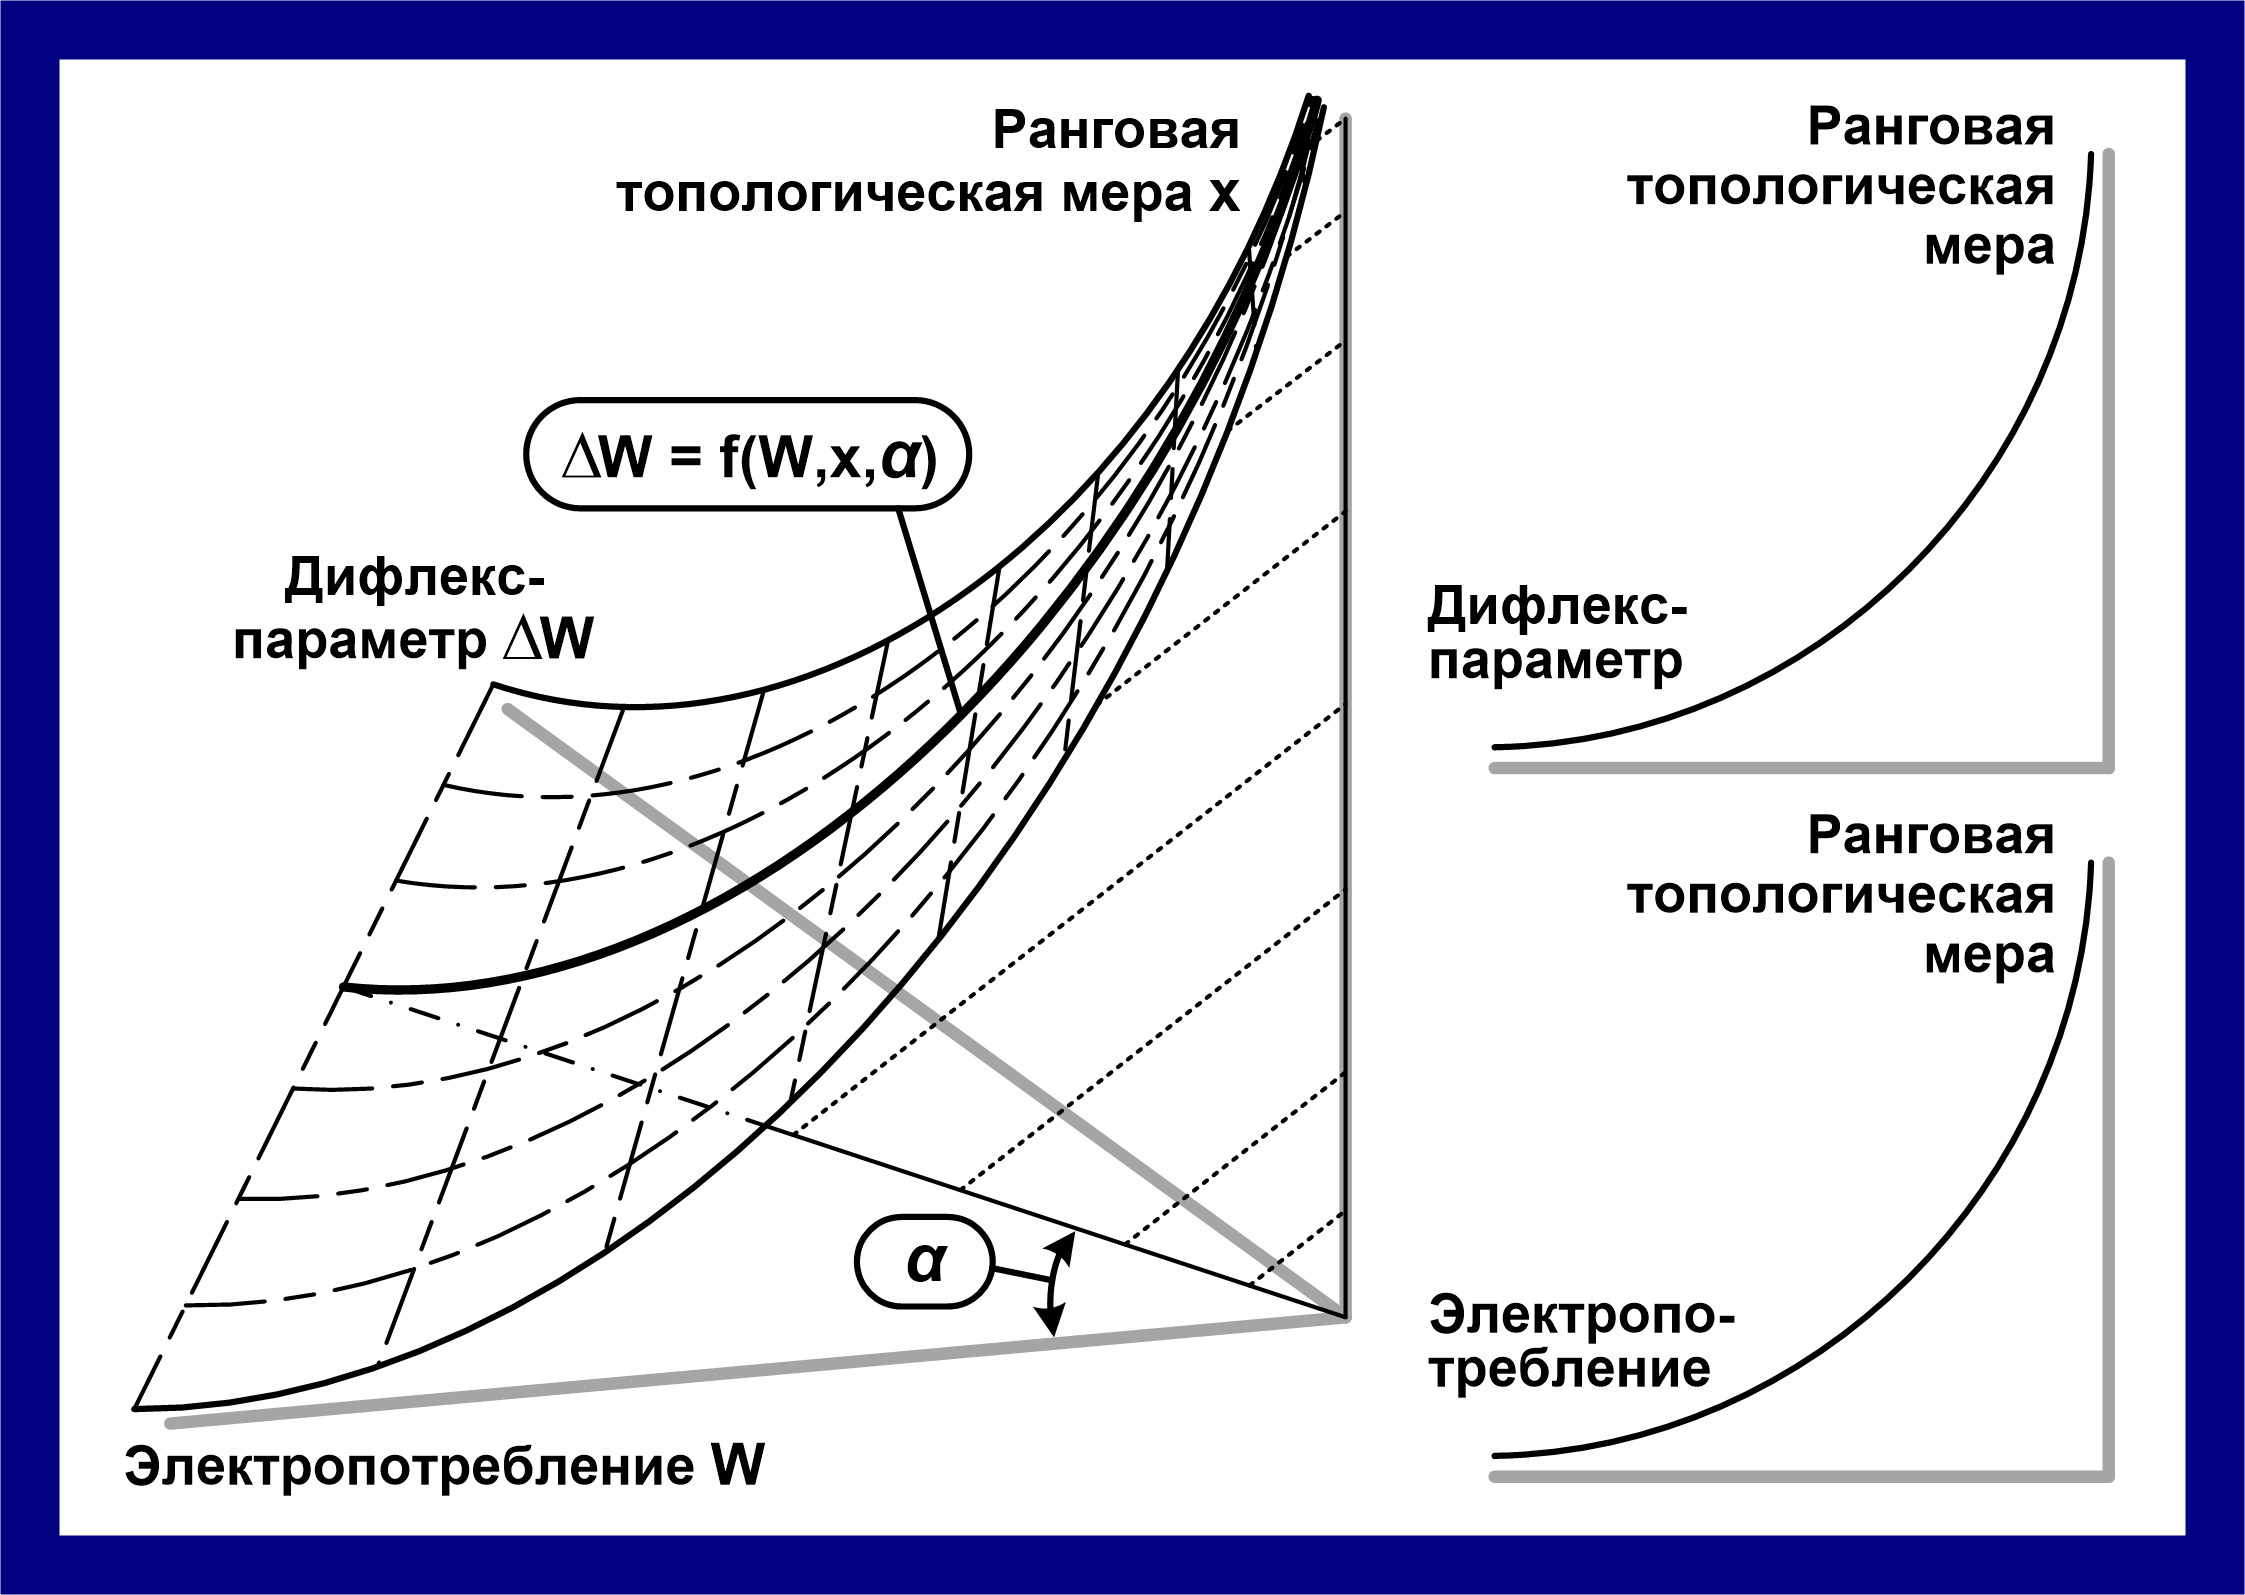 Ранговая
топологическая мера x
ΔW = f(W,x,α)
Дифлекс-
параметр ΔW
α
Электропотребление W
Ранговая
топологическая
мера
Дифлекс-
параметр
Ранговая
топологическая
мера
Электропо-
требление